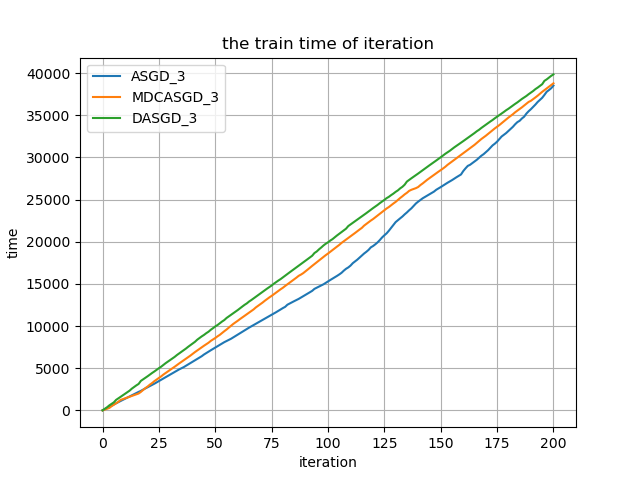 the train time of iteration
ASGD_3
MDCASGD_3
DASGD_3
time
40000
35000
30000
25000
20000
15000
10000
5000
0
0 25 50 75 100 125 150 175 200
iteration